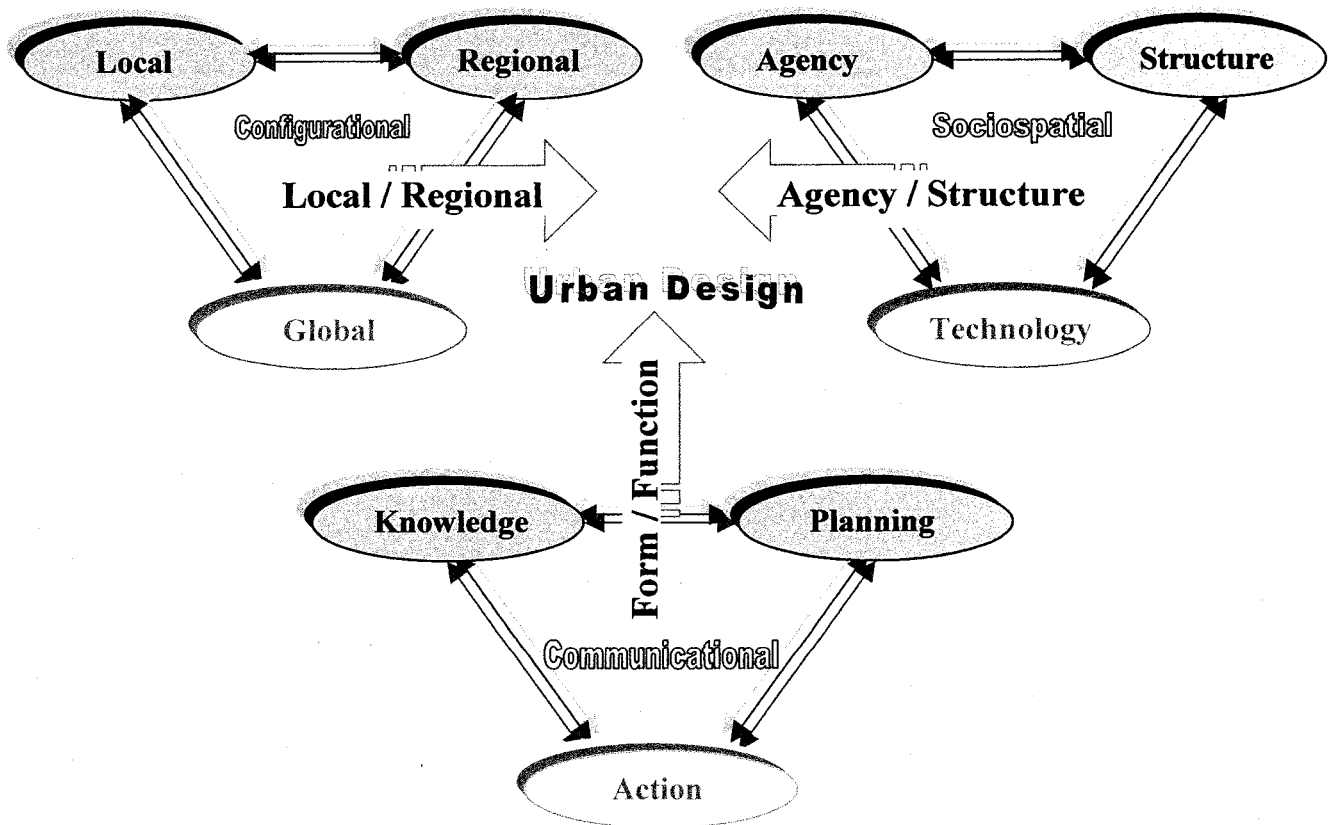 Local
Regional
Configurational
Local / Regional
Global
Agency
Structure
Sociospatial
Agency / Structure
Technology
Urban Design
Form / Function
Knowledge
Planning
Communicational
Action